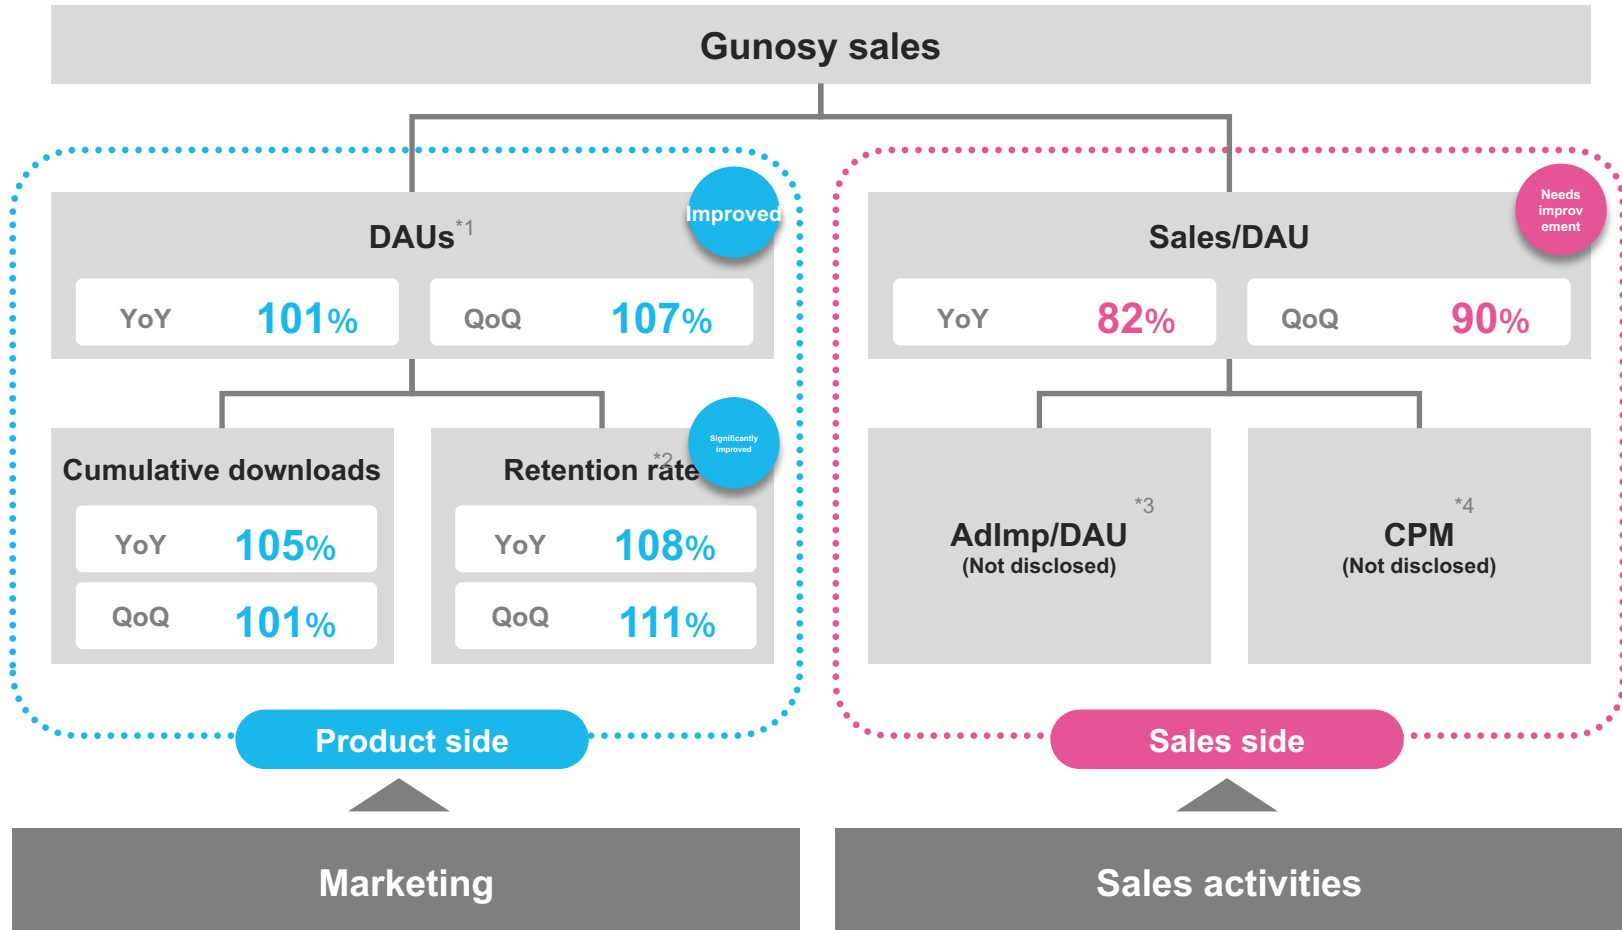 Gunosy sales
DAUs*1
Improved
YoY 101%
QoQ 107%
Sales/DAU
Needs
improv
ement
YoY 82%
QoQ 90%
Cumulative downloads
YoY 105%
QoQ 101%
Retention rate*2
Significantly
improved
YoY 108%
QoQ 111%
AdImp/DAU*3
(Not disclosed)
CPM*4
(Not disclosed)
Product side
Sales side
Marketing
Sales activities